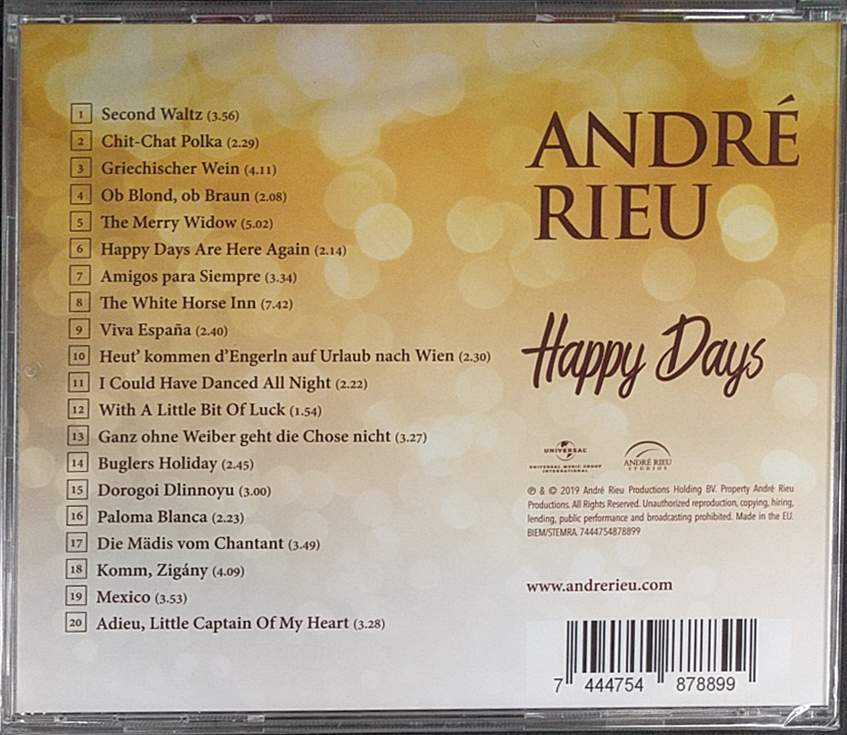 1 Second Waltz (3.56)
2 Chit-Chat Polka (2.29)
3 Griechischer Wein (4.11)
4 Ob Blond, ob Braun (2.08)
5 The Merry Widow (5.02)
6 Happy Days Are Here Again (2.14)
7 Amigos para Siempre (3.34)
8 The White Horse Inn (7.42)
9 Viva España (2.40)
10 Heut' kommen d'Engerln auf Urlaub nach Wien (2.30)
11 I Could Have Danced All Night (2.22)
12 With A Little Bit Of Luck (1.54)
13 Ganz ohne Weiber geht die Chose nicht (3.27)
14 Buglers Holiday (2.45)
15 Dorogoi Dlinnoyu (3.00)
16 Paloma Blanca (2.23)
17 Die Mädis vom Chantant (3.49)
18 Komm, Zigány (4.09)
19 Mexico (3.53)
20 Adieu, Little Captain Of My Heart (3.28)
ANDRÉ
RIEU
Happy Days
UNIVERSAL
UNIVERSAL MUSIC GROUP
INTERNATIONAL
ANDRÉ RIEU
STUDIOS
℗ & © 2019 André Rieu Productions Holding BV. Property André Rieu
Productions. All Rights Reserved. Unauthorized reproduction, copying, hiring,
lending, public performance and broadcasting prohibited. Made in the EU.
BIEM/STEMRA, 7444754878899
www.andrerieu.com
7 444754 878899